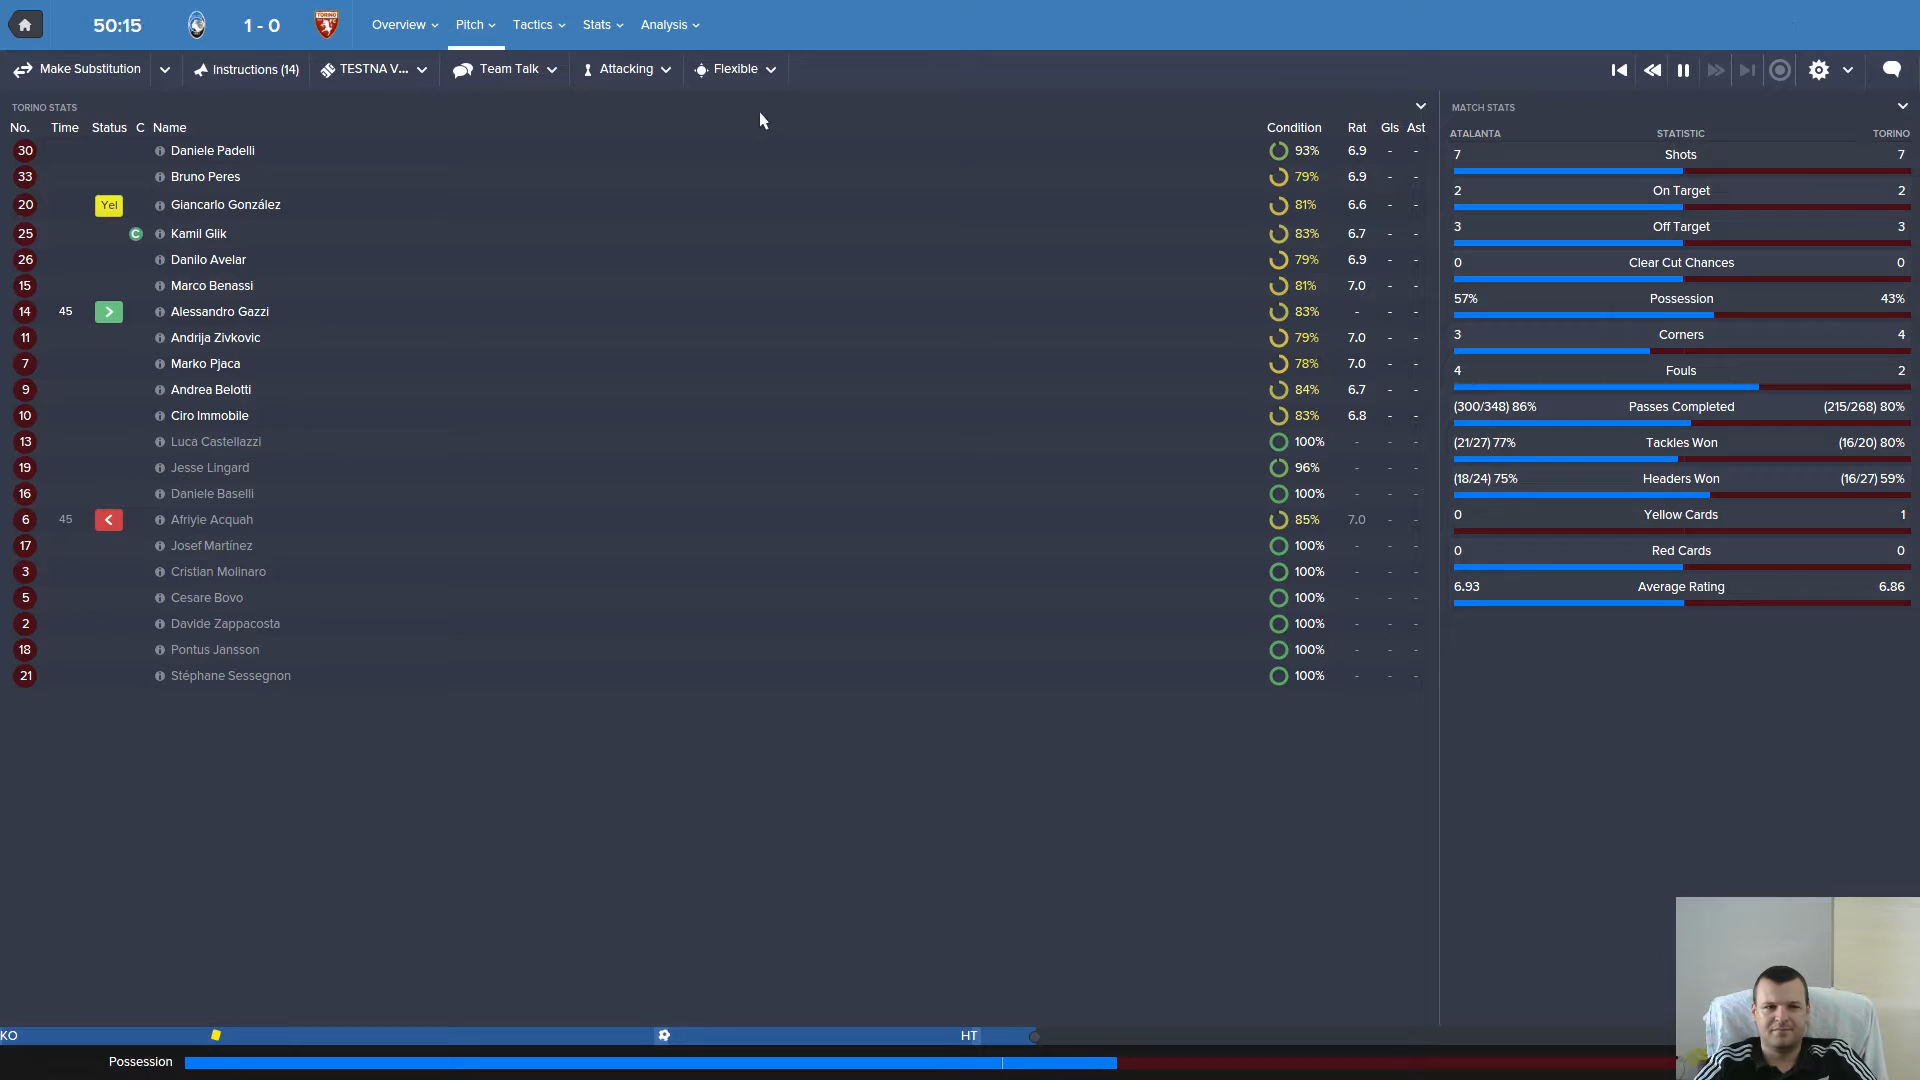 50:15 1 - 0 Overview Pitch Tactics Stats Analysis
Make Substitution Instructions (14) TESTNA V... Team Talk Attacking Flexible
TORINO STATS
No. Time Status C Name Condition Rat Gls Ast
30 Daniele Padelli 93% 6.9 - -
33 Bruno Peres 79% 6.9 - -
20 Yel Giancarlo González 81% 6.6 - -
25 C Kamil Glik 83% 6.7 - -
26 Danilo Avelar 79% 6.9 - -
15 Marco Benassi 81% 7.0 - -
14 45 > Alessandro Gazzi 83% - - -
11 Andrija Zivkovic 79% 7.0 - -
7 Marko Pjaca 78% 7.0 - -
9 Andrea Belotti 84% 6.7 - -
10 Ciro Immobile 83% 6.8 - -
13 Luca Castellazzi 100% - - -
19 Jesse Lingard 96% - - -
16 Daniele Baselli 100% - - -
6 45 < Afriyie Acquah 85% 7.0 - -
17 Josef Martínez 100% - - -
3 Cristian Molinaro 100% - - -
5 Cesare Bovo 100% - - -
2 Davide Zappacosta 100% - - -
18 Pontus Jansson 100% - - -
21 Stéphane Sessegnon 100% - - -
MATCH STATS
ATALANTA STATISTIC TORINO
7 Shots 7
2 On Target 2
3 Off Target 3
0 Clear Cut Chances 0
57% Possession 43%
3 Corners 4
4 Fouls 2
(300/348) 86% Passes Completed (215/268) 80%
(21/27) 77% Tackles Won (16/20) 80%
(18/24) 75% Headers Won (16/27) 59%
0 Yellow Cards 1
0 Red Cards 0
6.93 Average Rating 6.86
KO HT
Possession